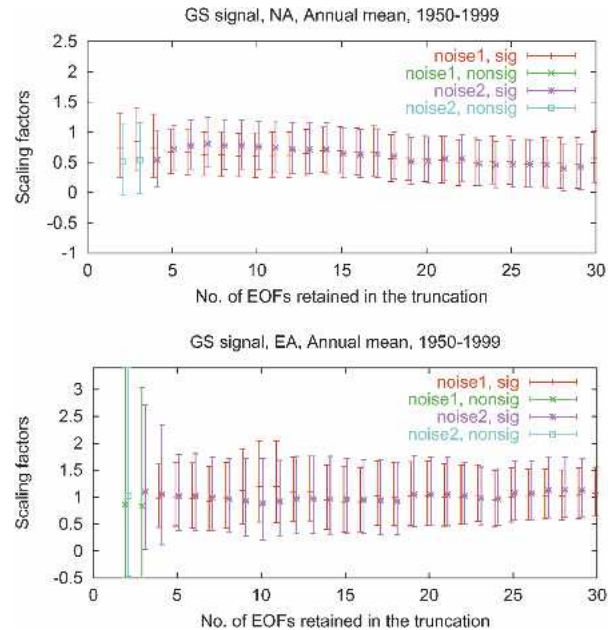 GS signal, NA, Annual mean, 1950-1999
2.5
2
1.5
1
0.5
0
-0.5
-1
Scaling factors
noise1, sig
noise1, nonsig
noise2, sig
noise2, nonsig
0 5 10 15 20 25 30
No. of EOFs retained in the truncation
GS signal, EA, Annual mean, 1950-1999
3
2.5
2
1.5
1
0.5
0
-0.5
Scaling factors
noise1, sig
noise1, nonsig
noise2, sig
noise2, nonsig
0 5 10 15 20 25 30
No. of EOFs retained in the truncation